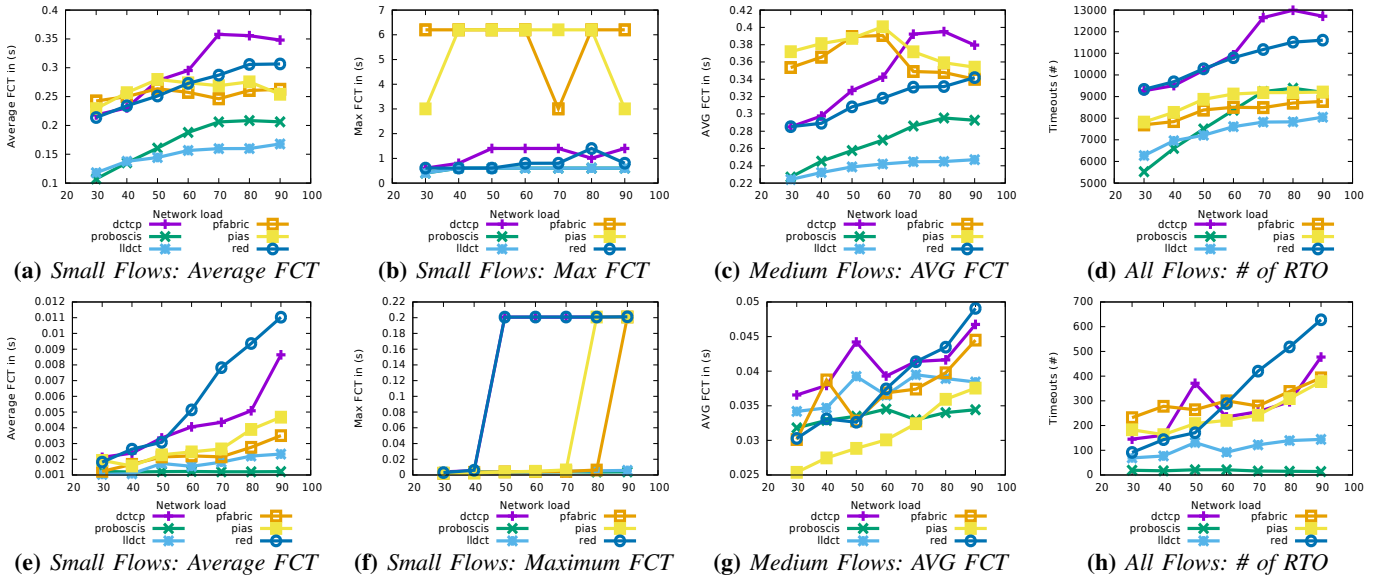 Average FCT in (s)
0.4
0.35
0.3
0.25
0.2
0.15
0.1
20 30 40 50 60 70 80 90 100
Network load
dctcp pfabric
proboscis pias
lldct red
(a) Small Flows: Average FCT
Max FCT in (s)
7
6
5
4
3
2
1
0
20 30 40 50 60 70 80 90 100
Network load
dctcp pfabric
proboscis pias
lldct red
(b) Small Flows: Max FCT
AVG FCT in (s)
0.42
0.4
0.38
0.36
0.34
0.32
0.3
0.28
0.26
0.24
0.22
20 30 40 50 60 70 80 90 100
Network load
dctcp pfabric
proboscis pias
lldct red
(c) Medium Flows: AVG FCT
Timeouts (#)
13000
12000
11000
10000
9000
8000
7000
6000
5000
20 30 40 50 60 70 80 90 100
Network load
dctcp pfabric
proboscis pias
lldct red
(d) All Flows: # of RTO
Average FCT in (s)
0.012
0.011
0.01
0.009
0.008
0.007
0.006
0.005
0.004
0.003
0.002
0.001
20 30 40 50 60 70 80 90 100
Network load
dctcp pfabric
proboscis pias
lldct red
(e) Small Flows: Average FCT
Max FCT in (s)
0.22
0.2
0.18
0.16
0.14
0.12
0.1
0.08
0.06
0.04
0.02
0
20 30 40 50 60 70 80 90 100
Network load
dctcp pfabric
proboscis pias
lldct red
(f) Small Flows: Maximum FCT
AVG FCT in (s)
0.05
0.045
0.04
0.035
0.03
0.025
20 30 40 50 60 70 80 90 100
Network load
dctcp pfabric
proboscis pias
lldct red
(g) Medium Flows: AVG FCT
Timeouts (#)
700
600
500
400
300
200
100
0
20 30 40 50 60 70 80 90 100
Network load
dctcp pfabric
proboscis pias
lldct red
(h) All Flows: # of RTO